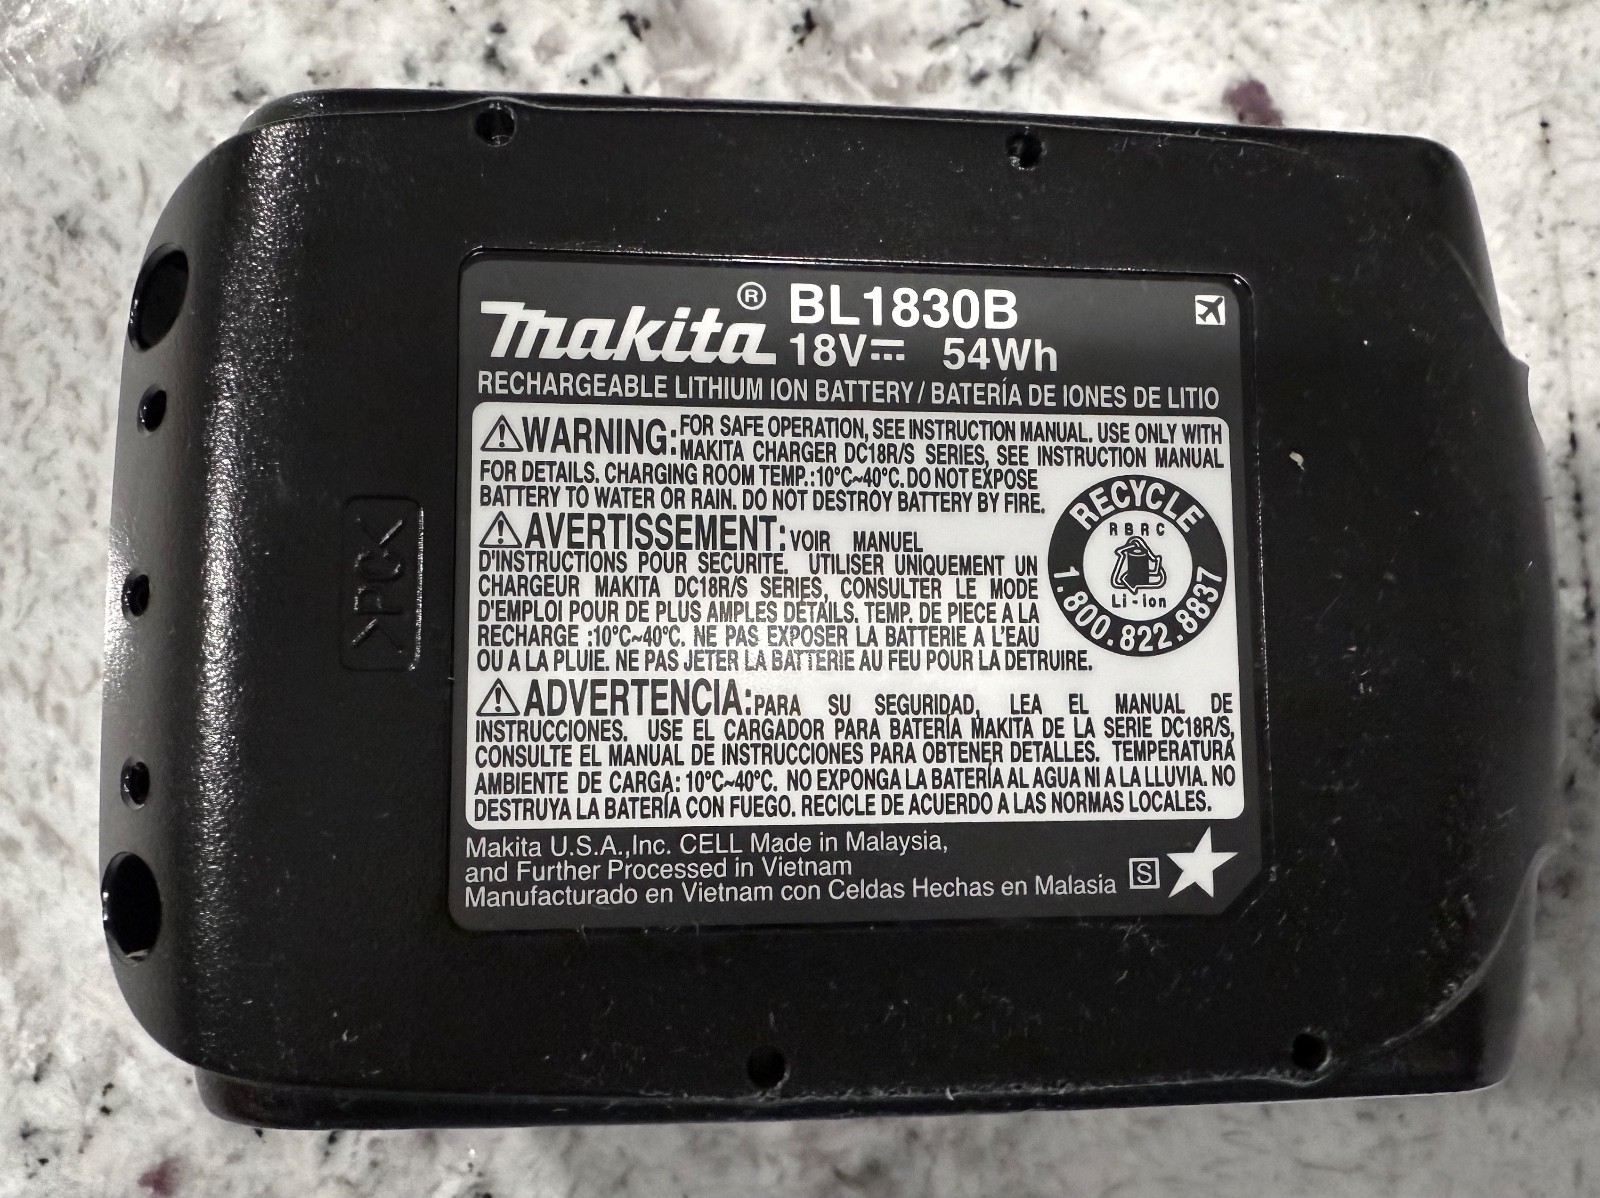 makita® BL1830B
18V⎓ 54Wh
RECHARGEABLE LITHIUM ION BATTERY / BATERÍA DE IONES DE LITIO
⚠WARNING: FOR SAFE OPERATION, SEE INSTRUCTION MANUAL. USE ONLY WITH
MAKITA CHARGER DC18R/S SERIES, SEE INSTRUCTION MANUAL
FOR DETAILS. CHARGING ROOM TEMP.:10°C~40°C. DO NOT EXPOSE
BATTERY TO WATER OR RAIN. DO NOT DESTROY BATTERY BY FIRE.
⚠AVERTISSEMENT: VOIR MANUEL
D'INSTRUCTIONS POUR SECURITE. UTILISER UNIQUEMENT UN
CHARGEUR MAKITA DC18R/S SERIES, CONSULTER LE MODE
D'EMPLOI POUR DE PLUS AMPLES DETAILS. TEMP. DE PIECE A LA
RECHARGE :10°C~40°C. NE PAS EXPOSER LA BATTERIE A L'EAU
OU A LA PLUIE. NE PAS JETER LA BATTERIE AU FEU POUR LA DETRUIRE.
RECYCLE
RBRC
Li-ion
1.800.822.8837
⚠ADVERTENCIA: PARA SU SEGURIDAD, LEA EL MANUAL DE
INSTRUCCIONES. USE EL CARGADOR PARA BATERÍA MAKITA DE LA SERIE DC18R/S,
CONSULTE EL MANUAL DE INSTRUCCIONES PARA OBTENER DETALLES. TEMPERATURA
AMBIENTE DE CARGA: 10°C~40°C. NO EXPONGA LA BATERÍA AL AGUA NI A LA LLUVIA. NO
DESTRUYA LA BATERÍA CON FUEGO. RECICLE DE ACUERDO A LAS NORMAS LOCALES.
Makita U.S.A.,Inc. CELL Made in Malaysia,
and Further Processed in Vietnam
Manufacturado en Vietnam con Celdas Hechas en Malasia S
>PC<